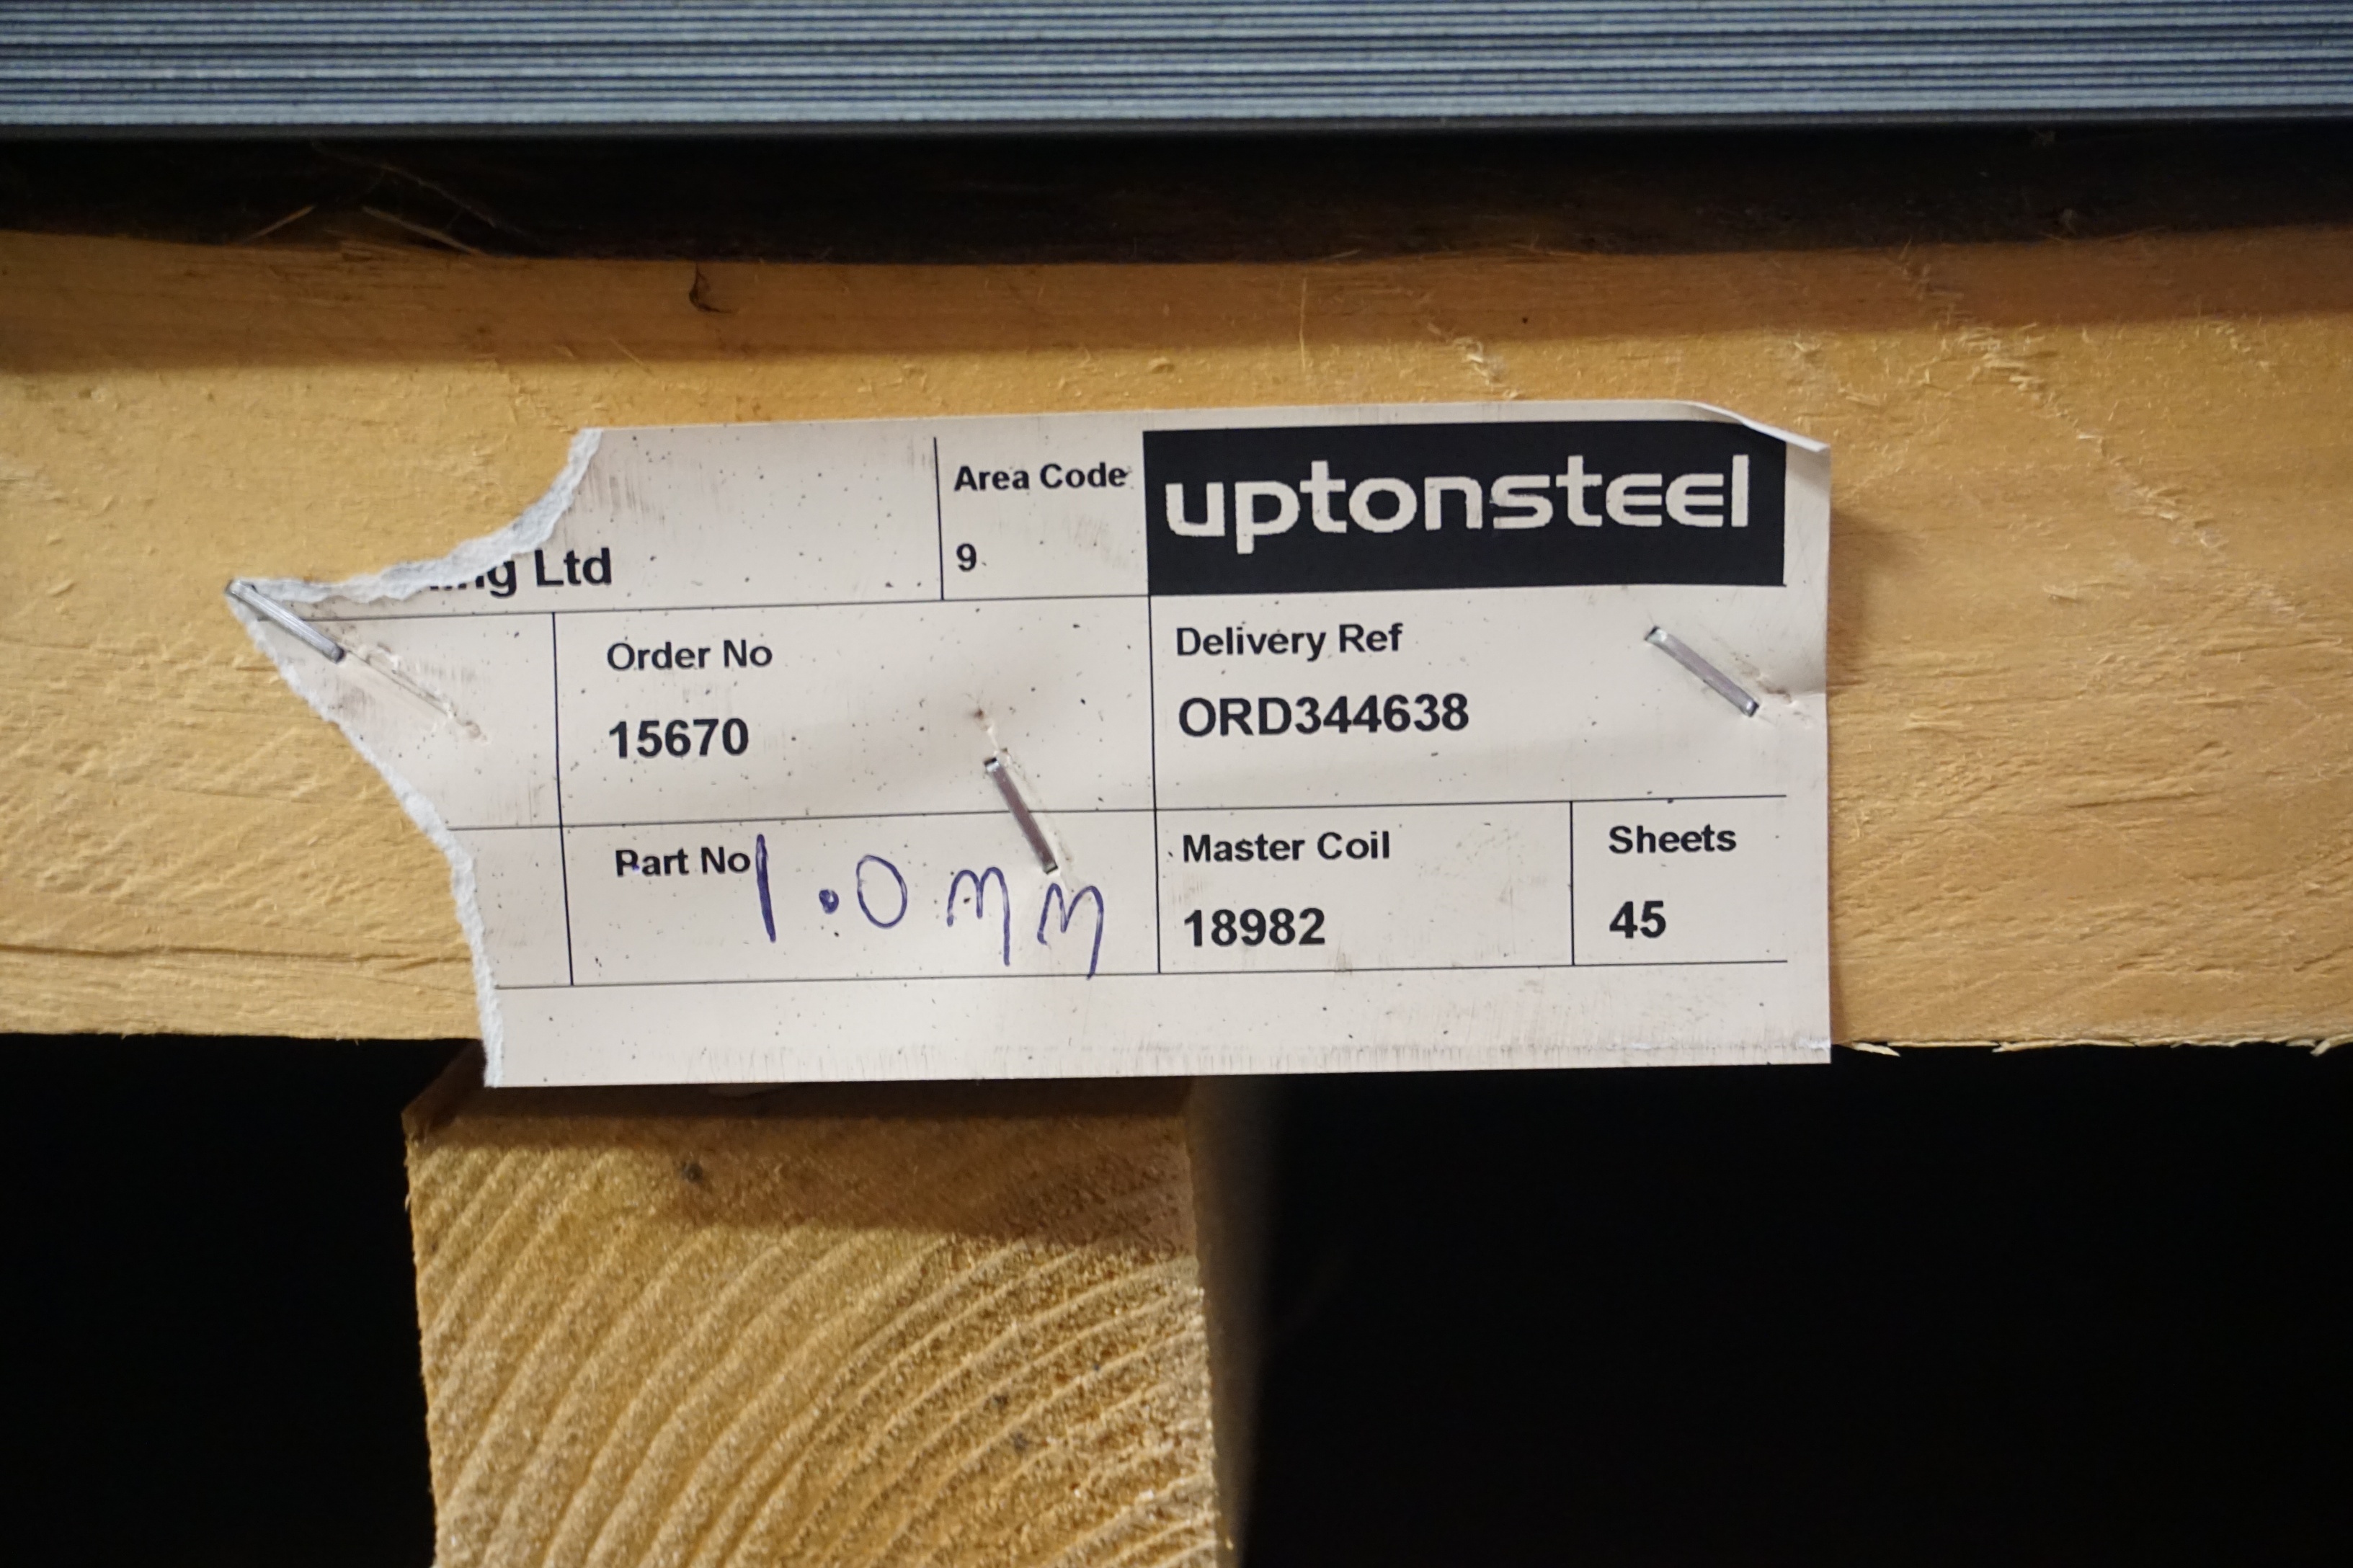 Area Code
uptonsteel
Ltd
9
Order No
Delivery Ref
15670
ORD344638
Part No
1.0mm
Master Coil
Sheets
18982
45